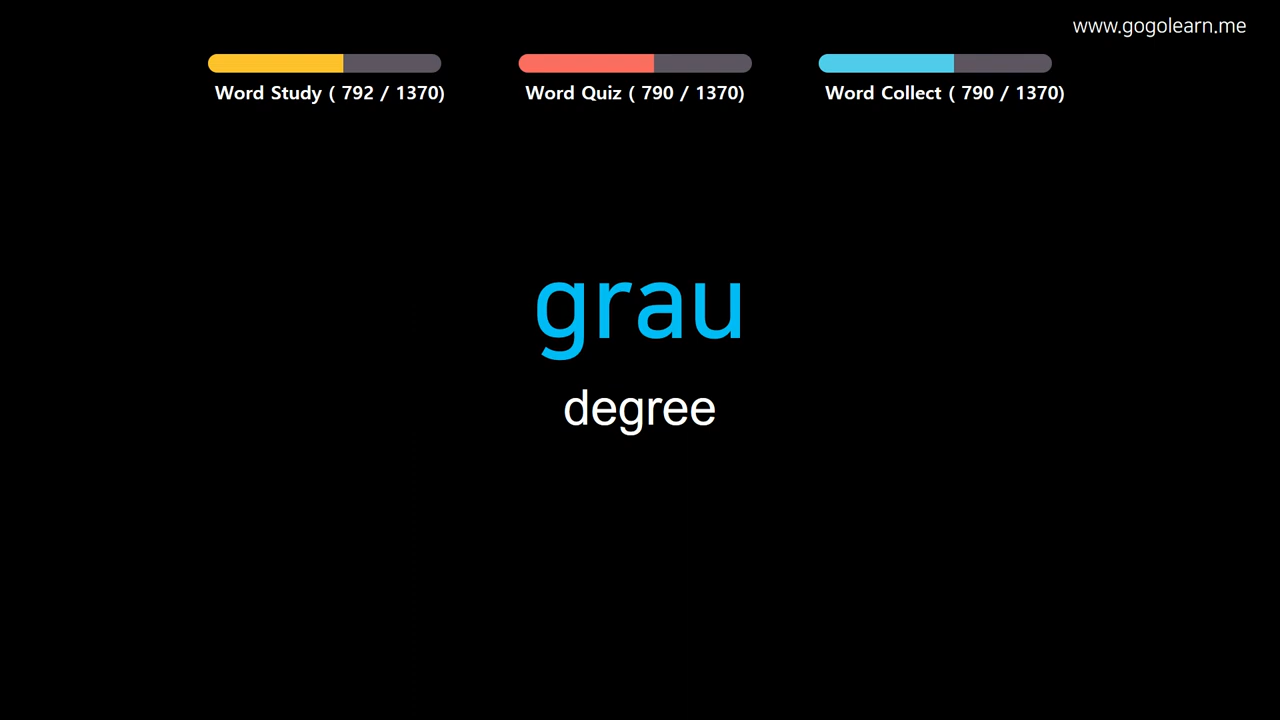 www.gogolearn.me
Word Study ( 792 / 1370)
Word Quiz ( 790 / 1370)
Word Collect ( 790 / 1370)
grau
degree